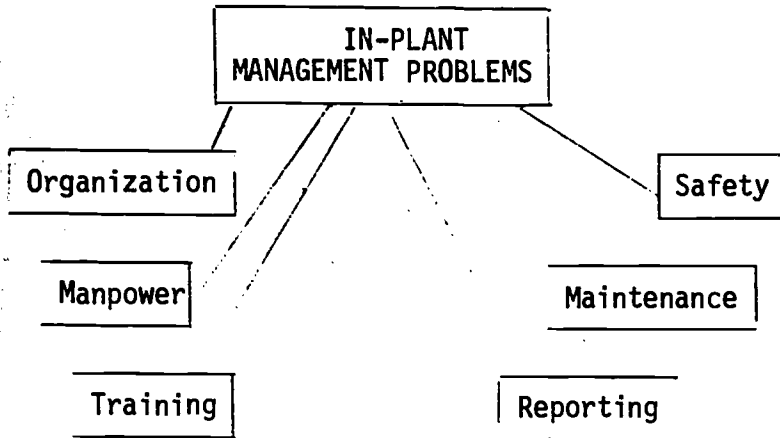 IN-PLANT
MANAGEMENT PROBLEMS
Organization
Safety
Manpower
Maintenance
Training
Reporting